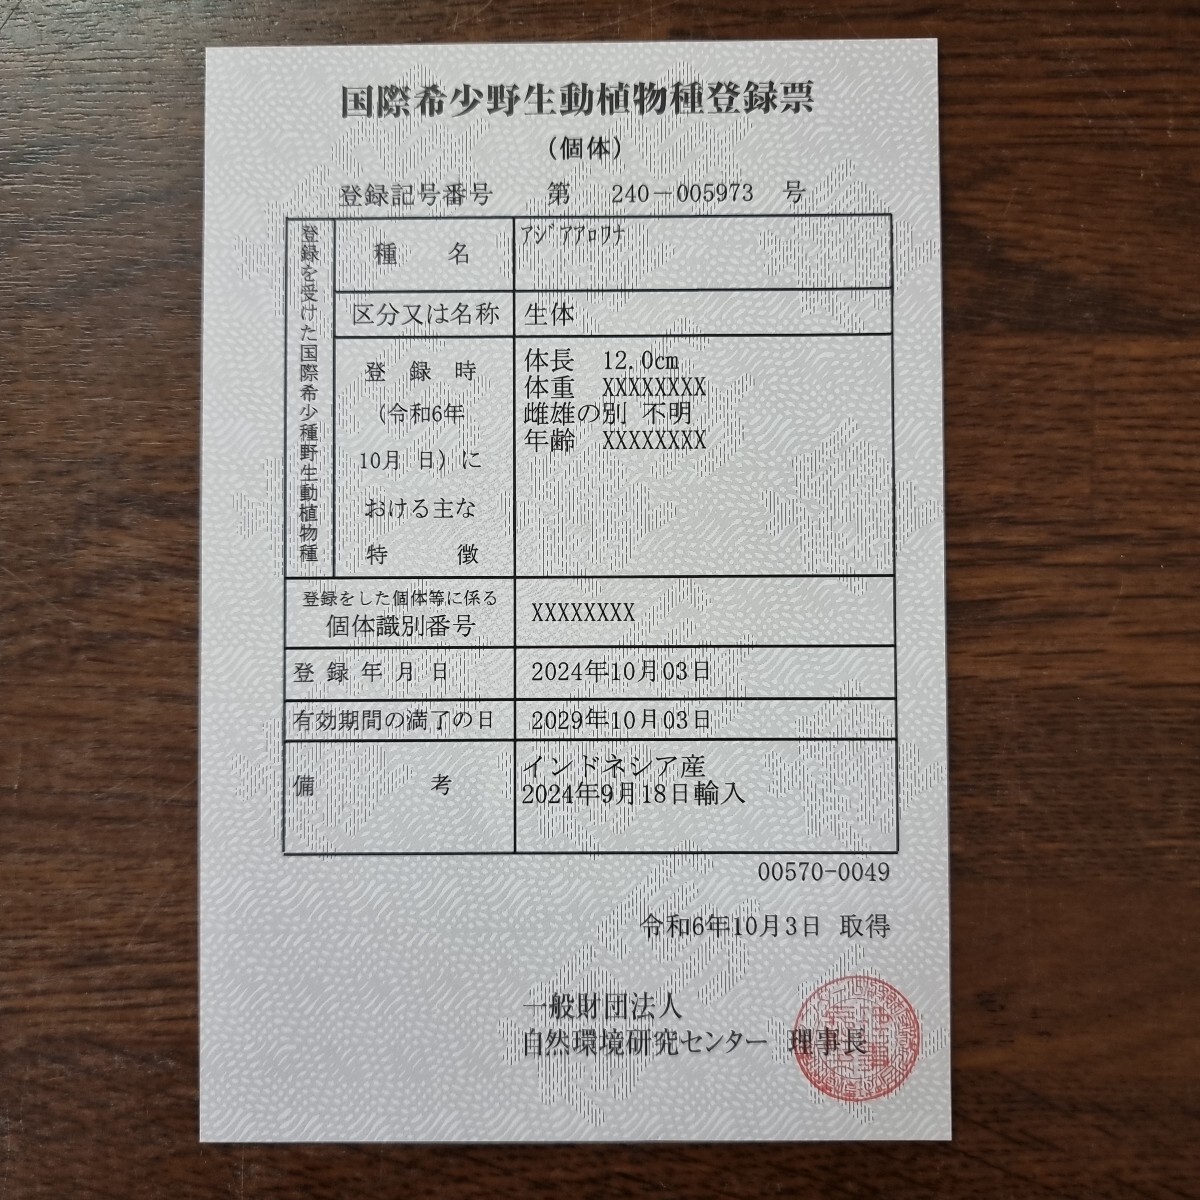 国際希少野生動植物種登録票
(個体)
登録記号番号 第 240-005973 号
登録を受けた国際希少種野生動植物種
種 名
ｱｼﾞｱｱﾛﾜﾅ
区分又は名称
生体
登 録 時
(令和6年
10月 日)に
おける主な
特 徴
体長 12.0cm
体重 XXXXXXXX
雌雄の別 不明
年齢 XXXXXXXX
登録をした個体等に係る
個体識別番号
XXXXXXXX
登 録 年 月 日
2024年10月03日
有効期間の満了の日
2029年10月03日
備 考
インドネシア産
2024年9月18日輸入
00570-0049
令和6年10月3日 取得
一般財団法人
自然環境研究センター 理事長